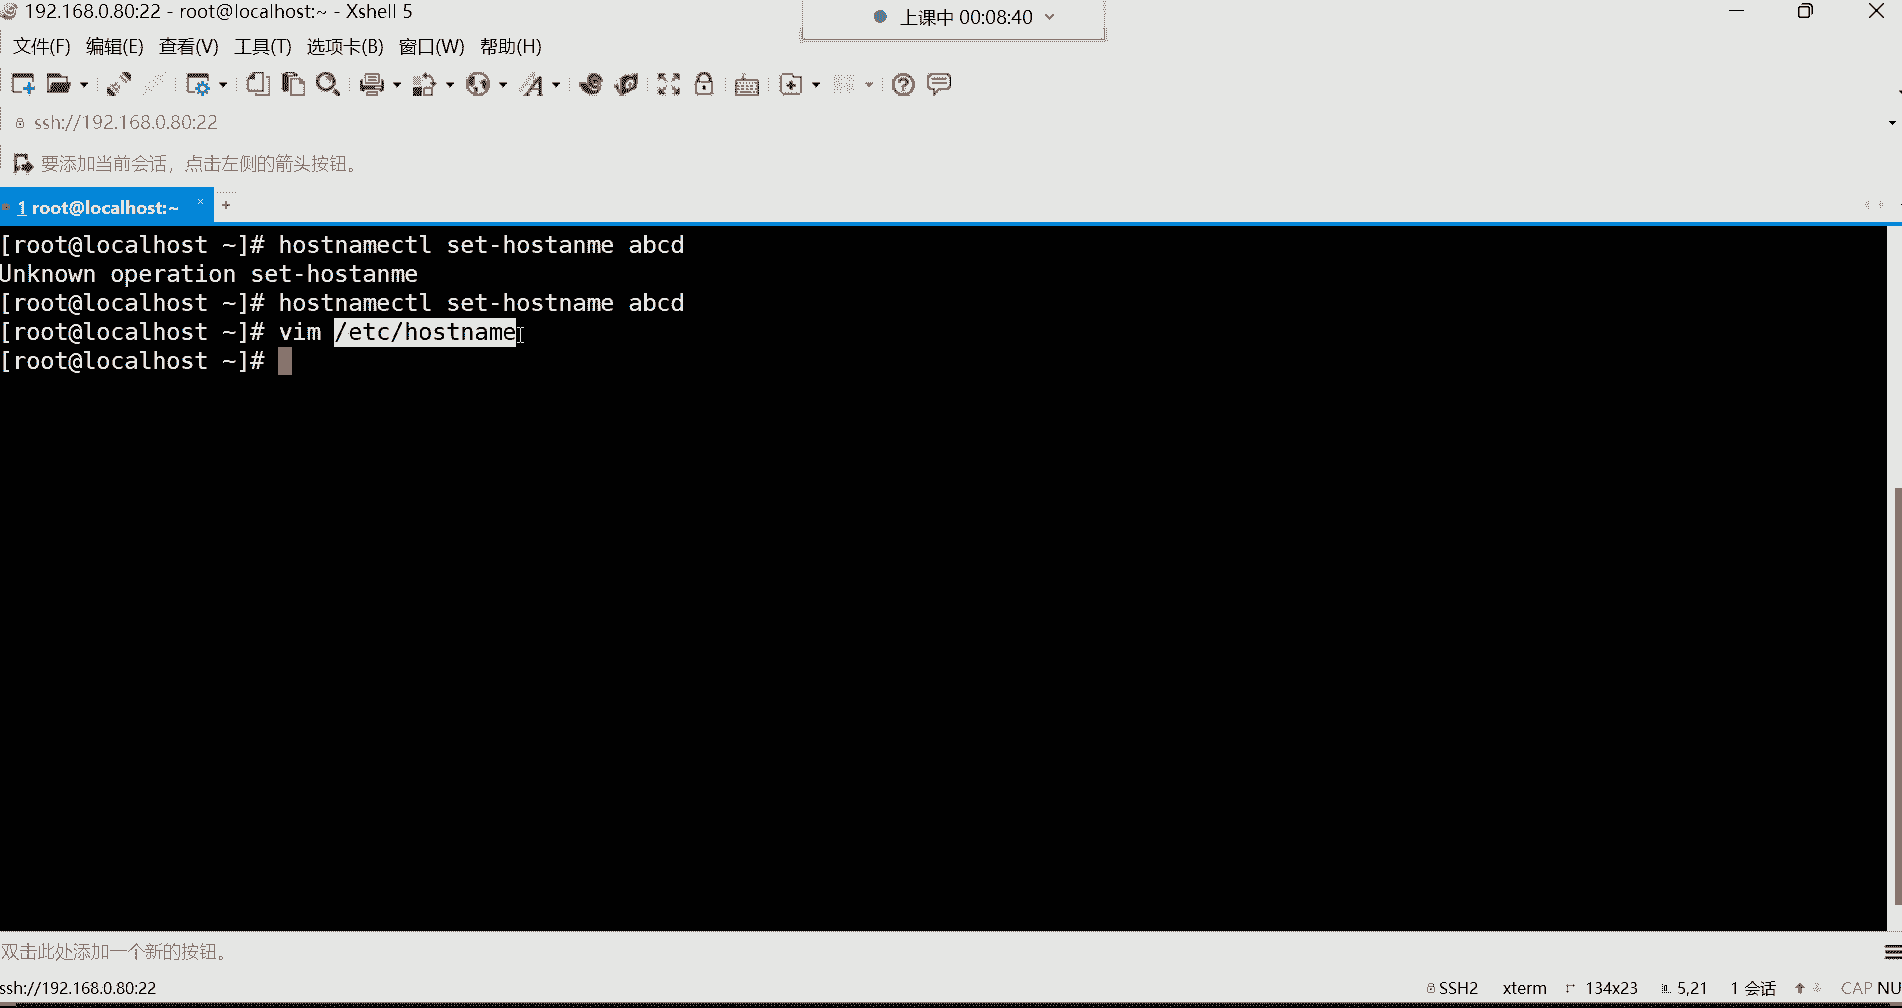 192.168.0.80:22 - root@localhost:~ - Xshell 5
上课中 00:08:40
文件(F) 编辑(E) 查看(V) 工具(T) 选项卡(B) 窗口(W) 帮助(H)
ssh://192.168.0.80:22
要添加当前会话，点击左侧的箭头按钮。
1 root@localhost:~ × +
[root@localhost ~]# hostnamectl set-hostanme abcd
Unknown operation set-hostanme
[root@localhost ~]# hostnamectl set-hostname abcd
[root@localhost ~]# vim /etc/hostname
[root@localhost ~]#
双击此处添加一个新的按钮。
ssh://192.168.0.80:22 SSH2 xterm 134x23 5,21 1 会话 CAP NU